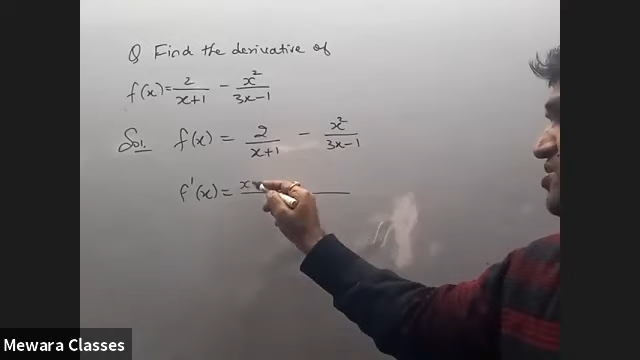 Q Find the derivative of
f(x) = 2/(x+1) - x²/(3x-1)
Sol. f(x) = 2/(x+1) - x²/(3x-1)
f'(x) = x
Mewara Classes